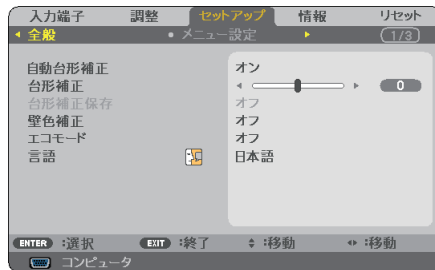 入力端子 調整 セットアップ 情報 リセット
全般 メニュー設定 (1/3)
自動台形補正 オン
台形補正 0
台形補正保存 オフ
壁色補正 オフ
エコモード オフ
言語 日本語
ENTER :選択 EXIT :終了 :移動 :移動
コンピュータ